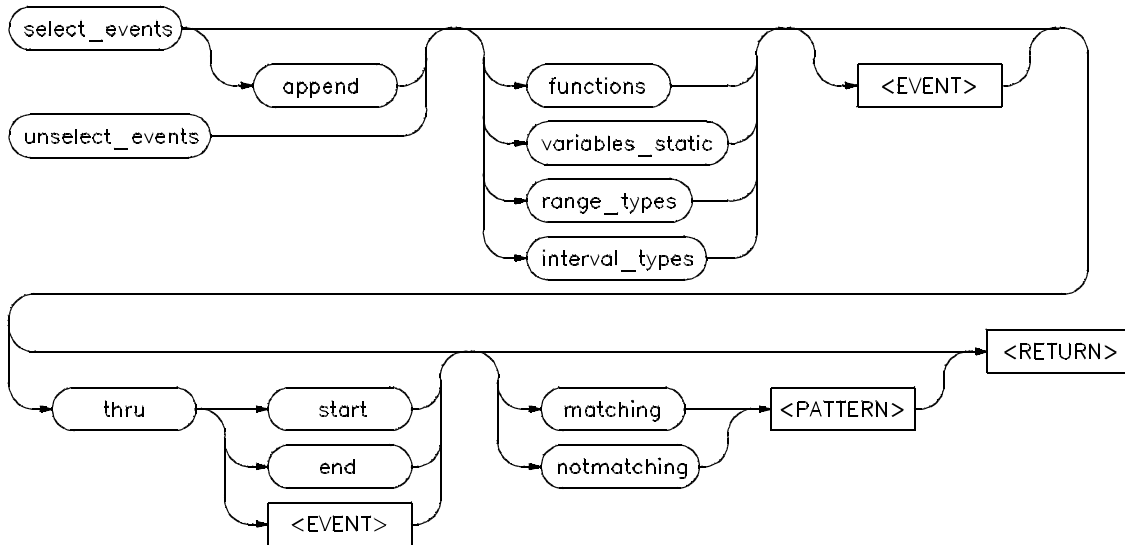 select_events
append
unselect_events
functions
variables_static
range_types
interval_types
<EVENT>
thru
start
end
<EVENT>
matching
notmatching
<PATTERN>
<RETURN>